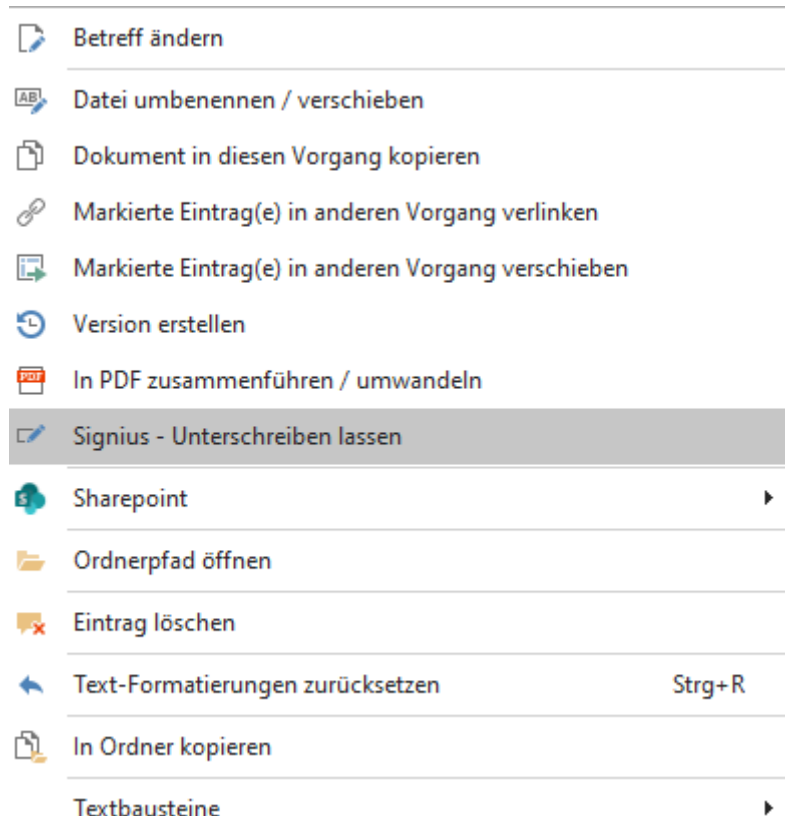 Betreff ändern
Datei umbenennen / verschieben
Dokument in diesen Vorgang kopieren
Markierte Eintrag(e) in anderen Vorgang verlinken
Markierte Eintrag(e) in anderen Vorgang verschieben
Version erstellen
PDF In PDF zusammenführen / umwandeln
Signius - Unterschreiben lassen
Sharepoint
Ordnerpfad öffnen
Eintrag löschen
Text-Formatierungen zurücksetzen Strg+R
In Ordner kopieren
Textbausteine